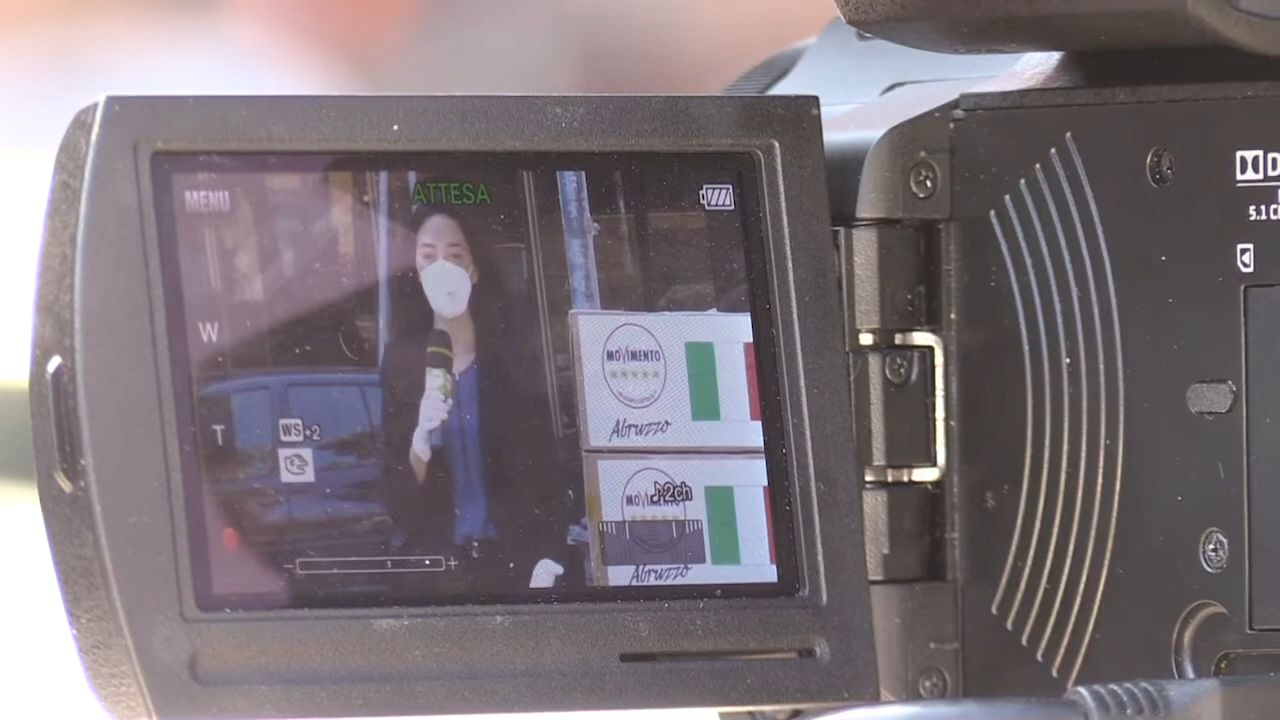 MENU
ATTESA
W
T
WS+2
MOVIMENTO
Abruzzo
♪2ch
Abruzzo
5.1